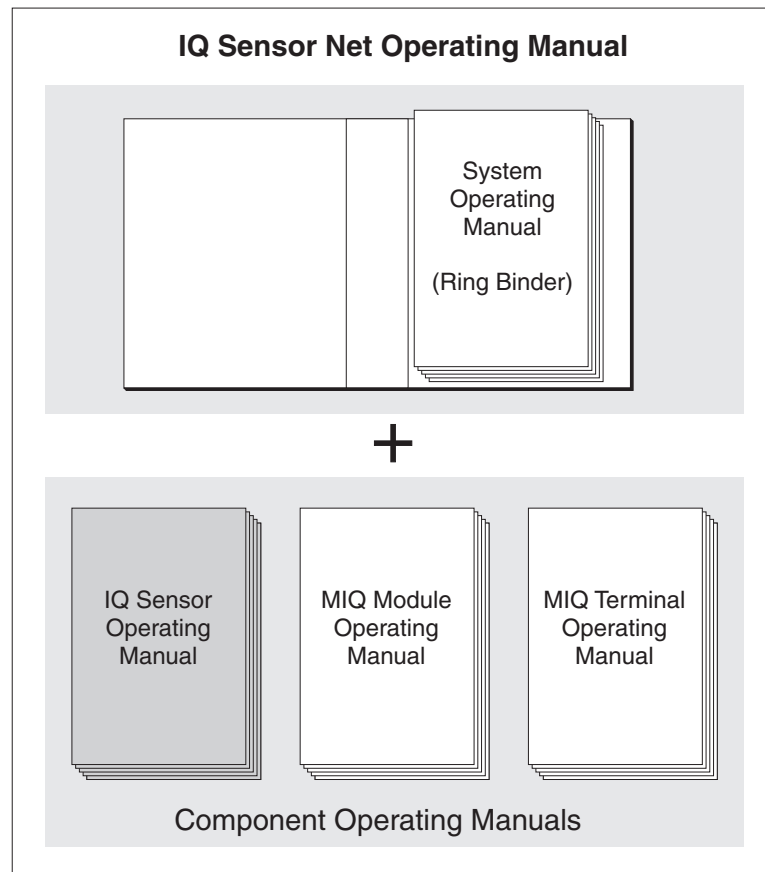 IQ Sensor Net Operating Manual
System
Operating
Manual
(Ring Binder)
+
IQ Sensor
Operating
Manual
MIQ Module
Operating
Manual
MIQ Terminal
Operating
Manual
Component Operating Manuals